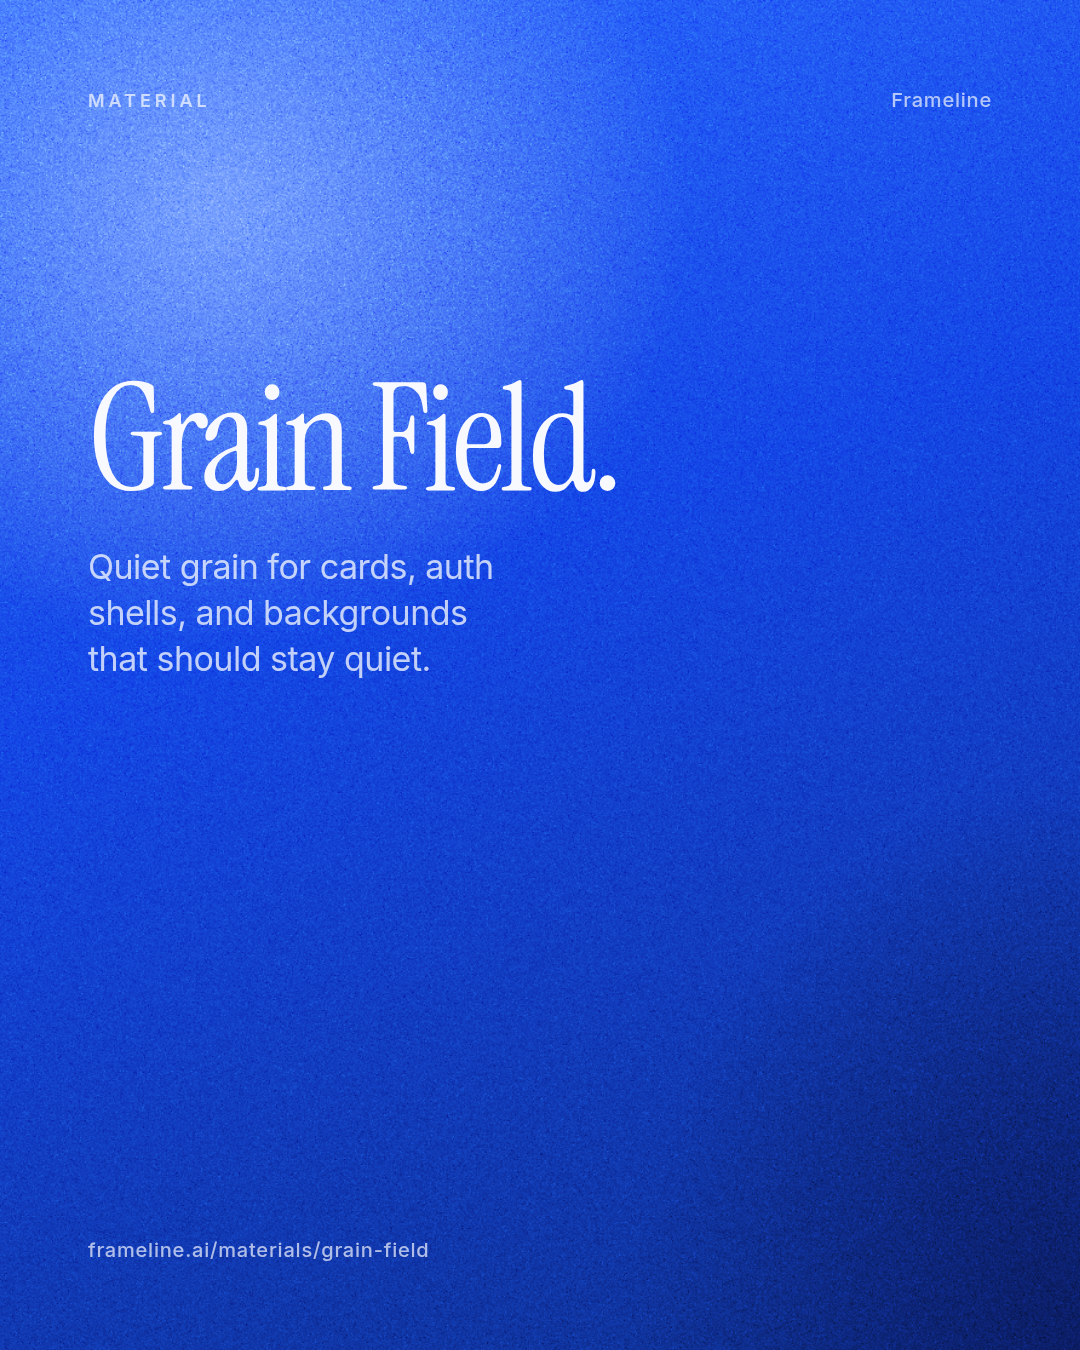 MATERIAL
Frameline
Grain Field.
Quiet grain for cards, auth
shells, and backgrounds
that should stay quiet.
frameline.ai/materials/grain-field